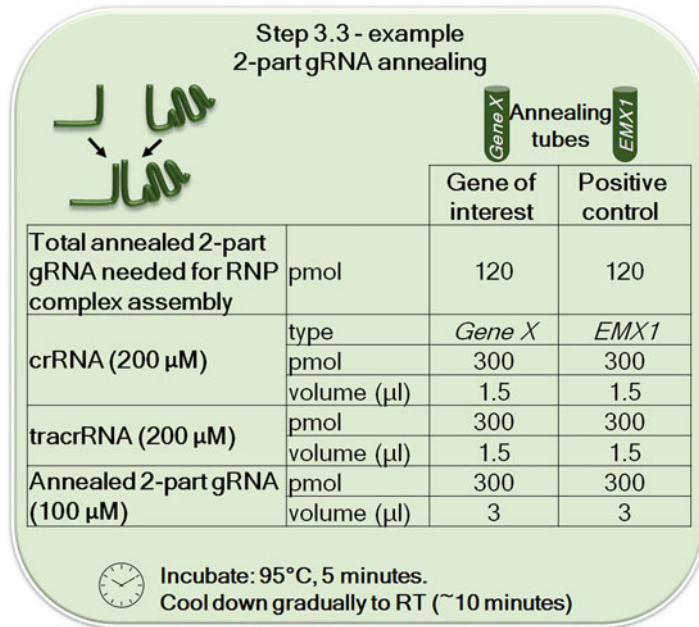 Step 3.3 - example
2-part gRNA annealing
Gene X
Annealing
tubes
EMX1
Gene of
interest
Positive
control
Total annealed 2-part
gRNA needed for RNP
complex assembly
pmol
120
120
crRNA (200 µM)
type
Gene X
EMX1
pmol
300
300
volume (µl)
1.5
1.5
tracrRNA (200 µM)
pmol
300
300
volume (µl)
1.5
1.5
Annealed 2-part gRNA
(100 µM)
pmol
300
300
volume (µl)
3
3
Incubate: 95°C, 5 minutes.
Cool down gradually to RT (~10 minutes)